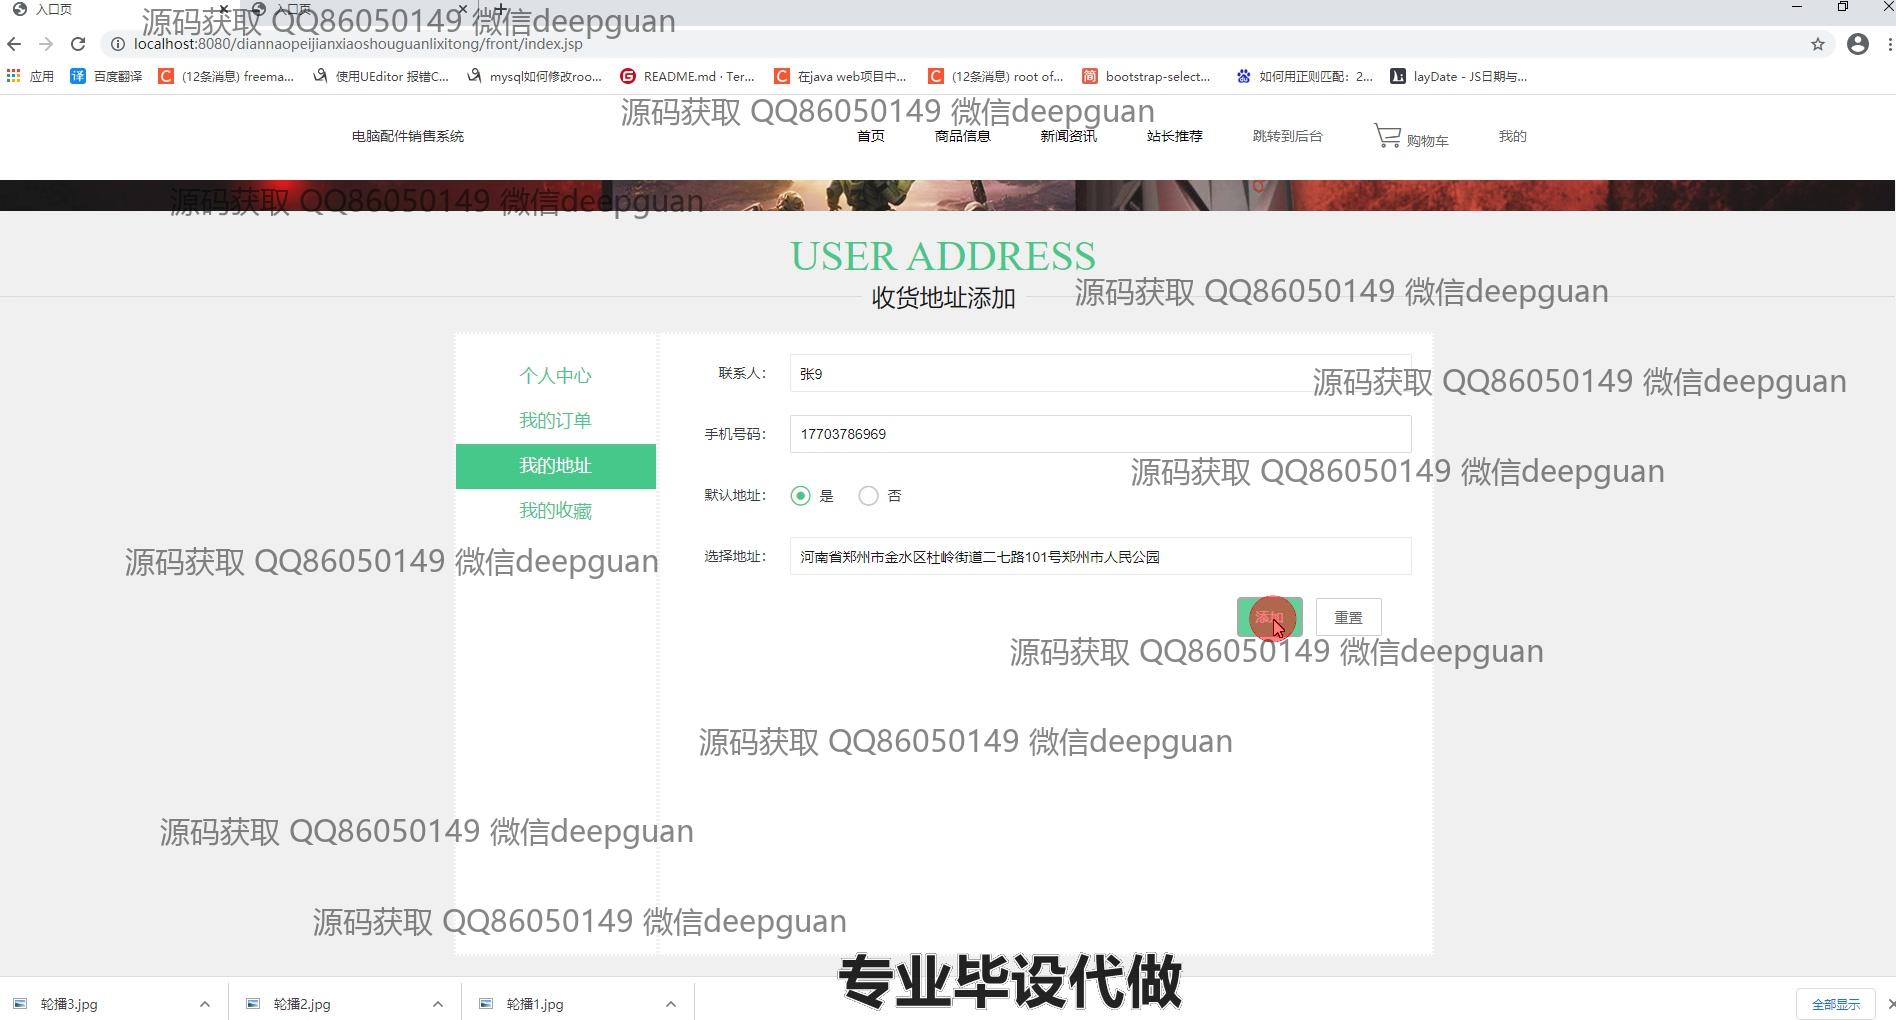 入口页
入口页
源码获取 QQ86050149 微信deepguan
localhost:8080/diannaopeijianxiaoshouguanlixitong/front/index.jsp
应用 百度翻译 (12条消息) freema... 使用UEditor 报错C... mysql如何修改roo... README.md · Ter... 在java web项目中... (12条消息) root of... bootstrap-select... 如何用正则匹配：2... layDate - JS日期与...
源码获取 QQ86050149 微信deepguan
电脑配件销售系统 首页 商品信息 新闻资讯 站长推荐 跳转到后台 购物车 我的
源码获取 QQ86050149 微信deepguan
USER ADDRESS
收货地址添加
源码获取 QQ86050149 微信deepguan
个人中心
我的订单
我的地址
我的收藏
联系人： 张9
源码获取 QQ86050149 微信deepguan
手机号码： 17703786969
源码获取 QQ86050149 微信deepguan
默认地址： 是 否
选择地址： 河南省郑州市金水区杜岭街道二七路101号郑州市人民公园
源码获取 QQ86050149 微信deepguan
添加 重置
源码获取 QQ86050149 微信deepguan
源码获取 QQ86050149 微信deepguan
源码获取 QQ86050149 微信deepguan
源码获取 QQ86050149 微信deepguan
专业毕设代做
轮播3.jpg 轮播2.jpg 轮播1.jpg 全部显示